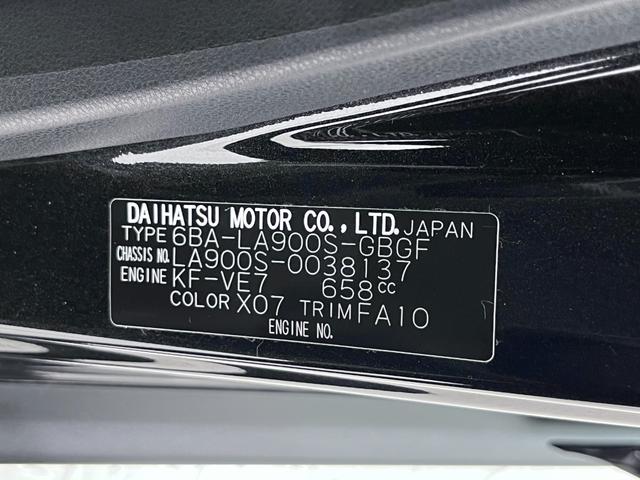 DAIHATSU MOTOR CO., LTD. JAPAN
TYPE 6BA-LA900S-GBGF
CHASSIS NO. LA900S-0038137
ENGINE KF-VE7 658cc
COLOR X07 TRIM FA10
ENGINE NO.